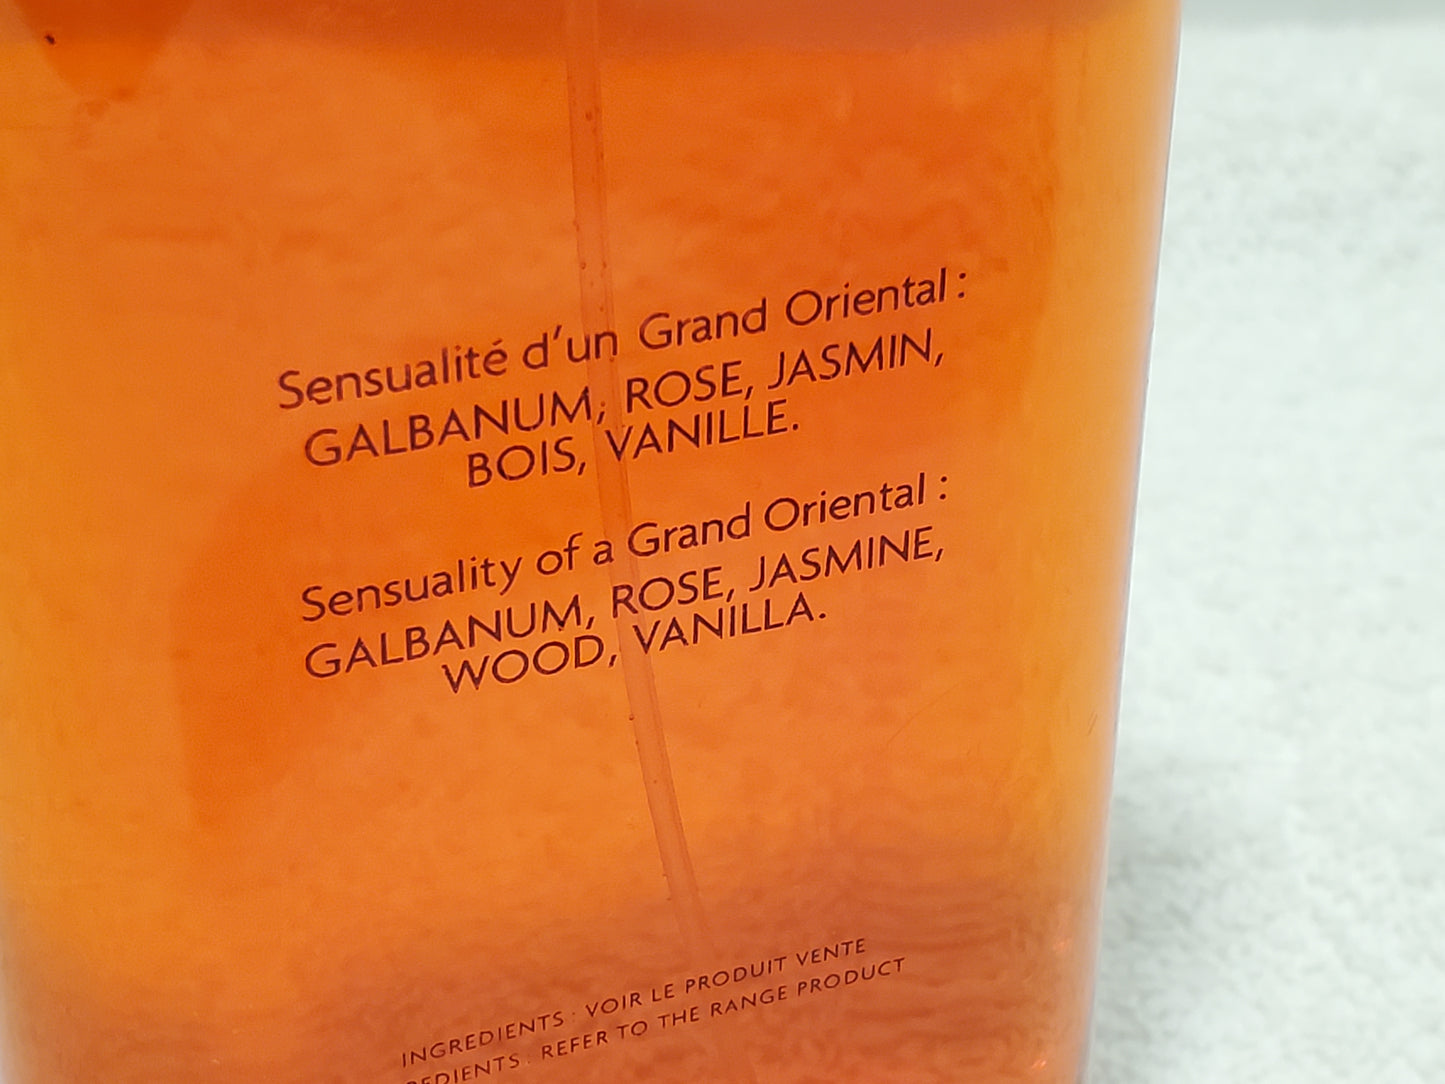 Sensualité d'un Grand Oriental :
GALBANUM, ROSE, JASMIN,
BOIS, VANILLE.
Sensuality of a Grand Oriental :
GALBANUM, ROSE, JASMINE,
WOOD, VANILLA.
INGREDIENTS : VOIR LE PRODUIT VENTE
EDIENTS : REFER TO THE RANGE PRODUCT